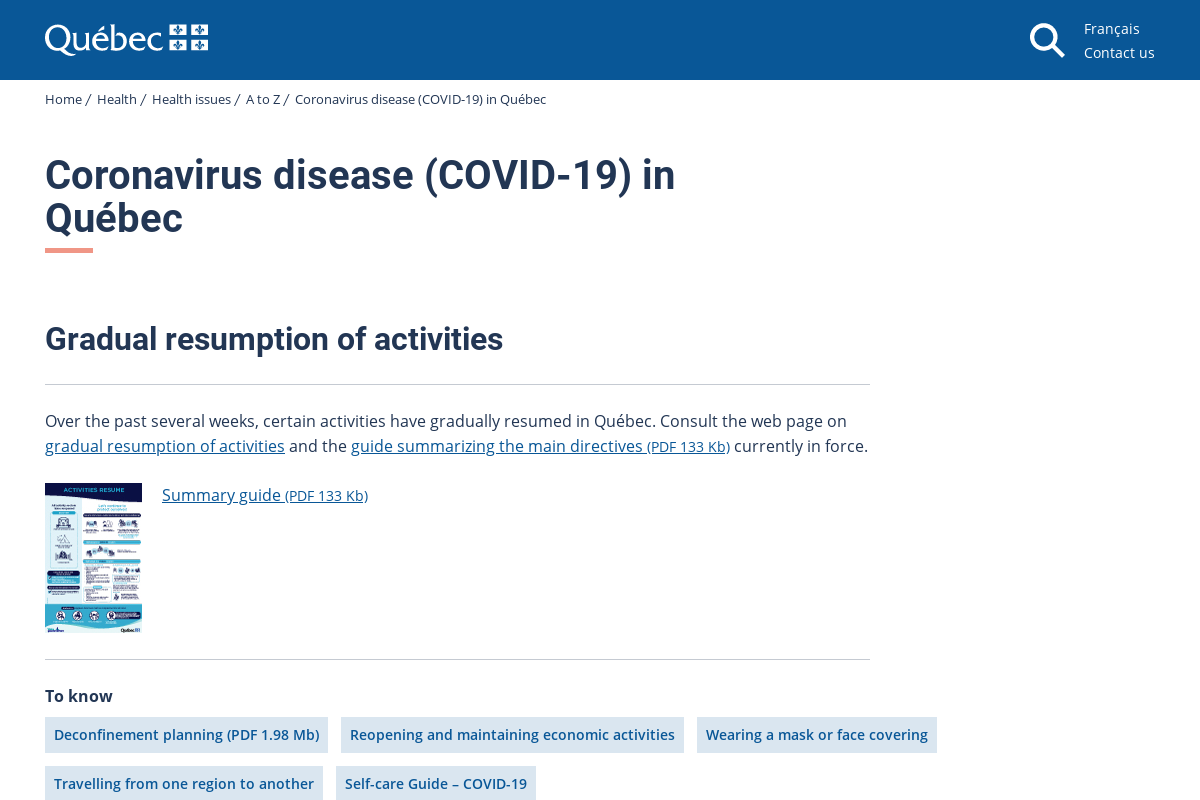 Québec
Français
Contact us
Home / Health / Health issues / A to Z / Coronavirus disease (COVID-19) in Québec
Coronavirus disease (COVID-19) in
Québec
Gradual resumption of activities
Over the past several weeks, certain activities have gradually resumed in Québec. Consult the web page on
gradual resumption of activities and the guide summarizing the main directives (PDF 133 Kb) currently in force.
ACTIVITIES RESUME
Summary guide (PDF 133 Kb)
Québec
To know
Deconfinement planning (PDF 1.98 Mb)
Reopening and maintaining economic activities
Wearing a mask or face covering
Travelling from one region to another
Self-care Guide – COVID-19